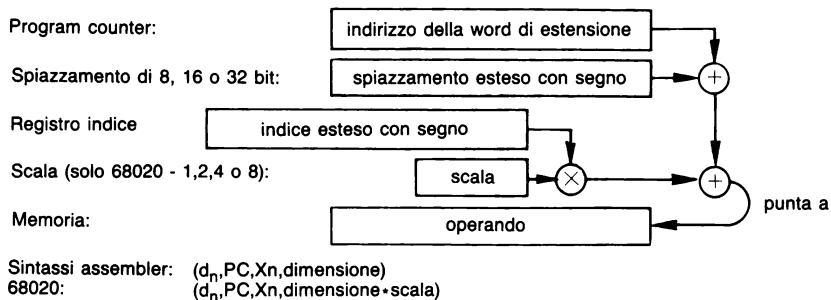 Program counter: indirizzo della word di estensione
Spiazzamento di 8, 16 o 32 bit: spiazzamento esteso con segno +
Registro indice indice esteso con segno
Scala (solo 68020 - 1,2,4 o 8): scala × +
punta a
Memoria: operando
Sintassi assembler: (dn,PC,Xn,dimensione)
68020: (dn,PC,Xn,dimensione*scala)